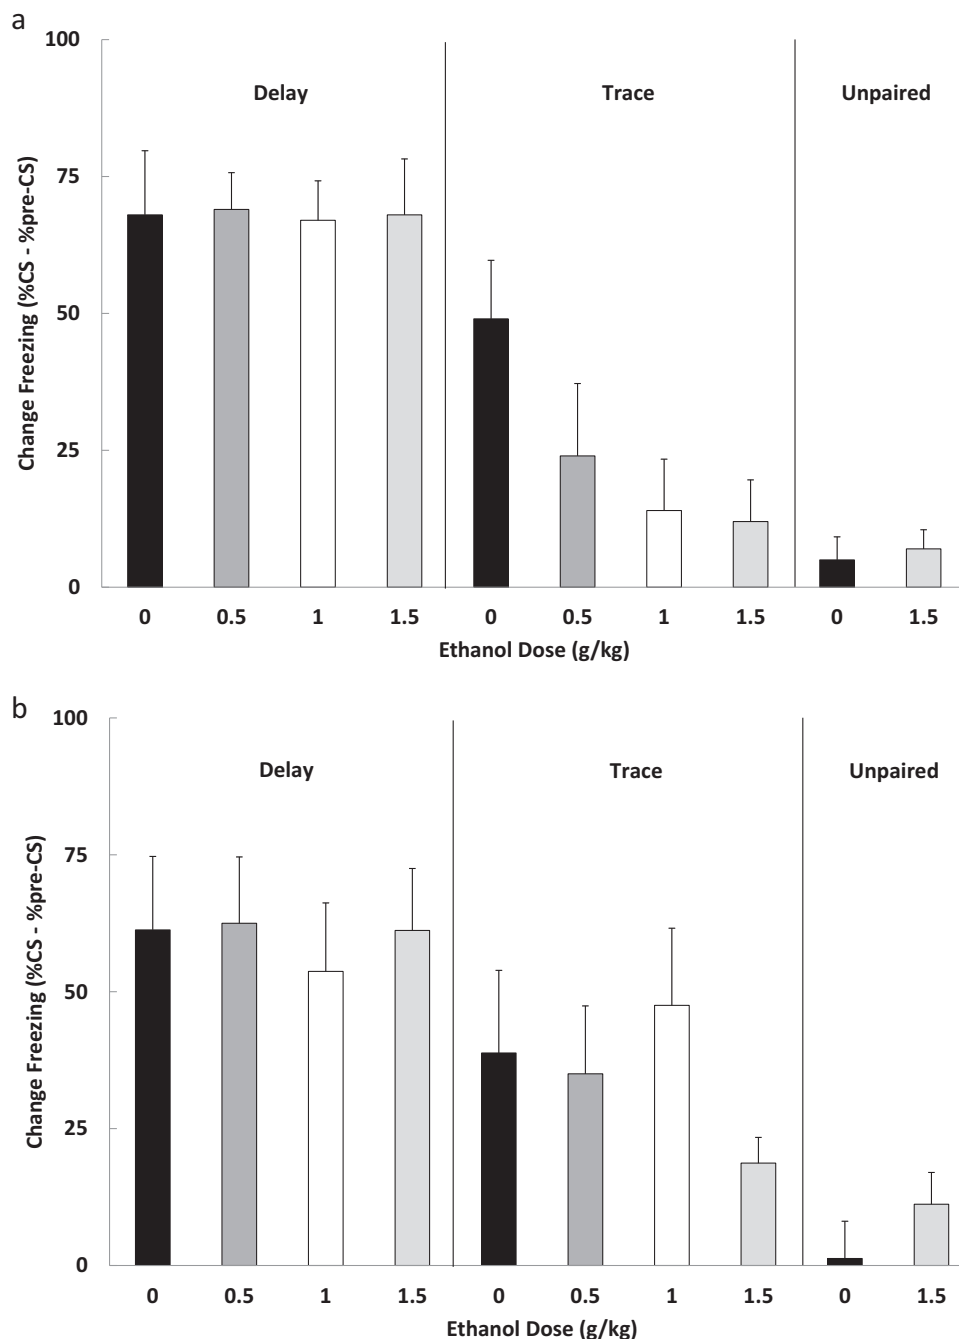 a
100
75
50
25
0
Change Freezing (%CS - %pre-CS)
Delay
Trace
Unpaired
0 0.5 1 1.5 0 0.5 1 1.5 0 1.5
Ethanol Dose (g/kg)
b
100
75
50
25
0
Change Freezing (%CS - %pre-CS)
Delay
Trace
Unpaired
0 0.5 1 1.5 0 0.5 1 1.5 0 1.5
Ethanol Dose (g/kg)